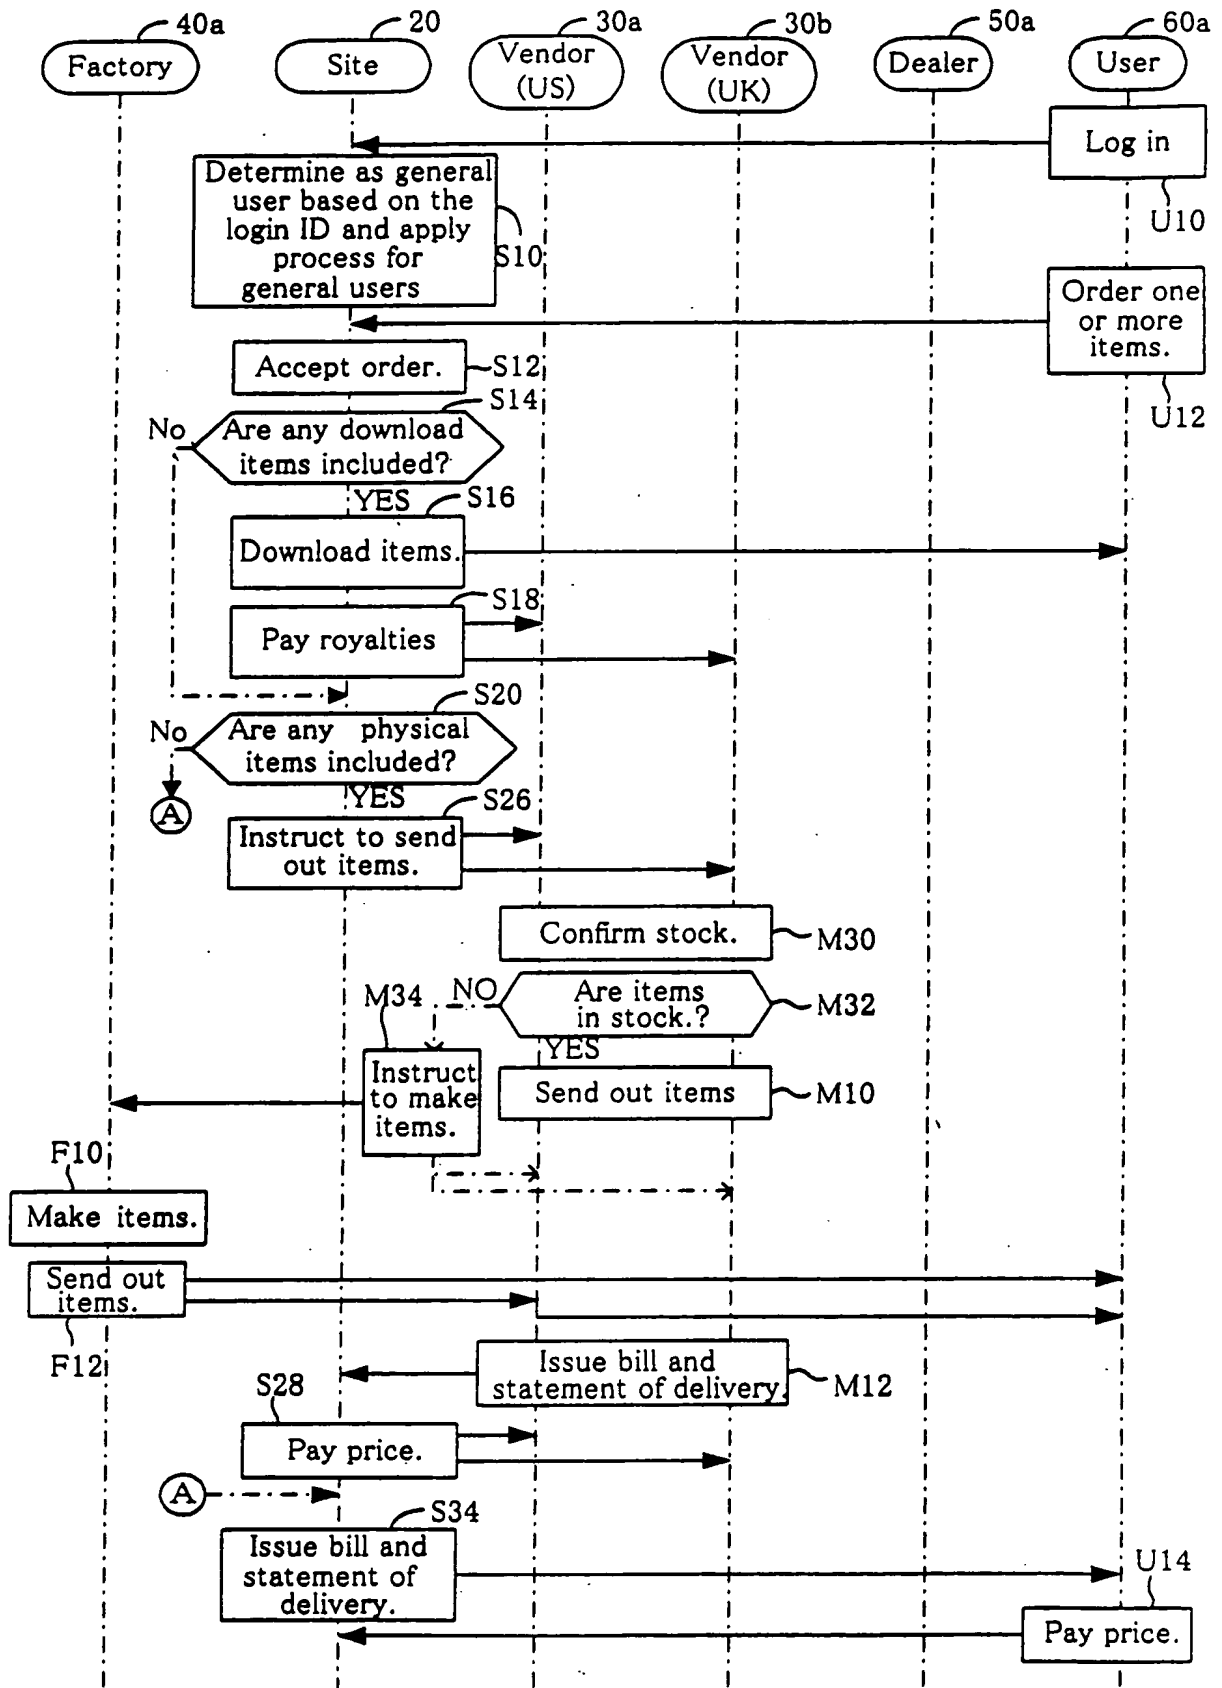 40a
20
30a
30b
50a
60a
Factory
Site
Vendor
(US)
Vendor
(UK)
Dealer
User
Log in
U10
Determine as general
user based on the
login ID and apply
process for
general users
S10
Order one
or more
items.
U12
Accept order.
S12
S14
No
Are any download
items included?
YES
S16
Download items.
S18
Pay royalties
S20
No
Are any physical
items included?
A
YES
S26
Instruct to send
out items.
Confirm stock.
M30
M34
NO
Are items
in stock.?
M32
YES
Instruct
to make
items.
Send out items
M10
F10
Make items.
Send out
items.
F12
Issue bill and
statement of delivery.
M12
S28
Pay price.
A
S34
Issue bill and
statement of
delivery.
U14
Pay price.